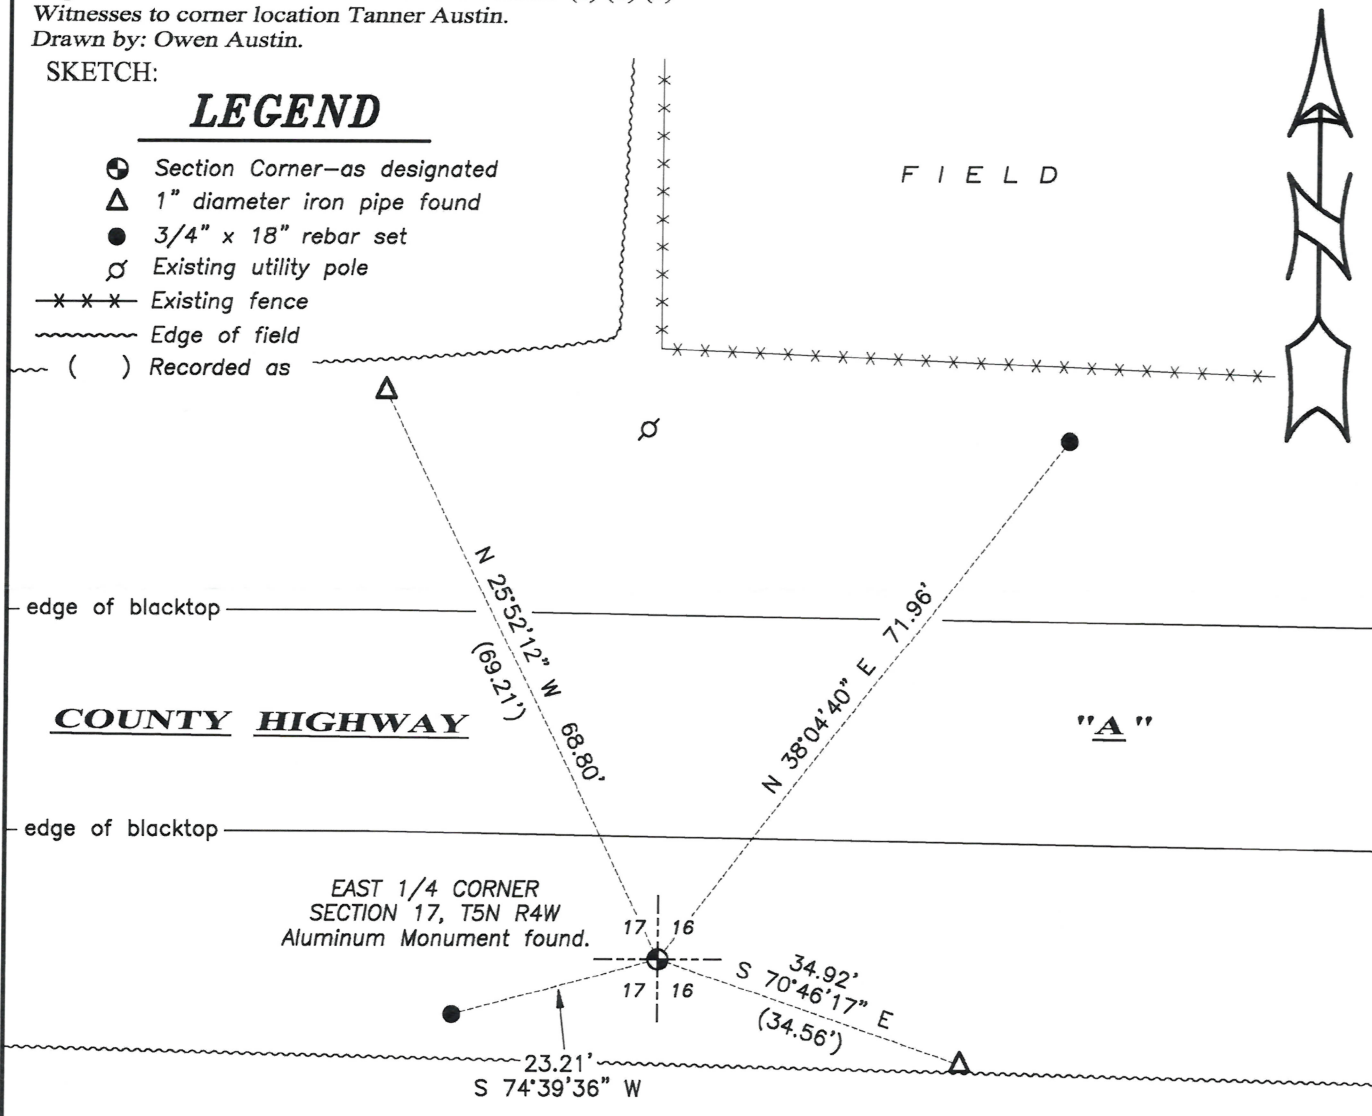 Witnesses to corner location Tanner Austin.
Drawn by: Owen Austin.
SKETCH:
LEGEND
Section Corner—as designated
1" diameter iron pipe found
3/4" x 18" rebar set
Existing utility pole
Existing fence
Edge of field
( ) Recorded as
FIELD
N
N 25°52'12" W 68.80'
(69.21')
N 38°04'40" E 71.96'
edge of blacktop
COUNTY HIGHWAY "A"
edge of blacktop
EAST 1/4 CORNER
SECTION 17, T5N R4W
Aluminum Monument found.
17 16
17 16
34.92'
S 70°46'17" E
(34.56')
23.21'
S 74°39'36" W